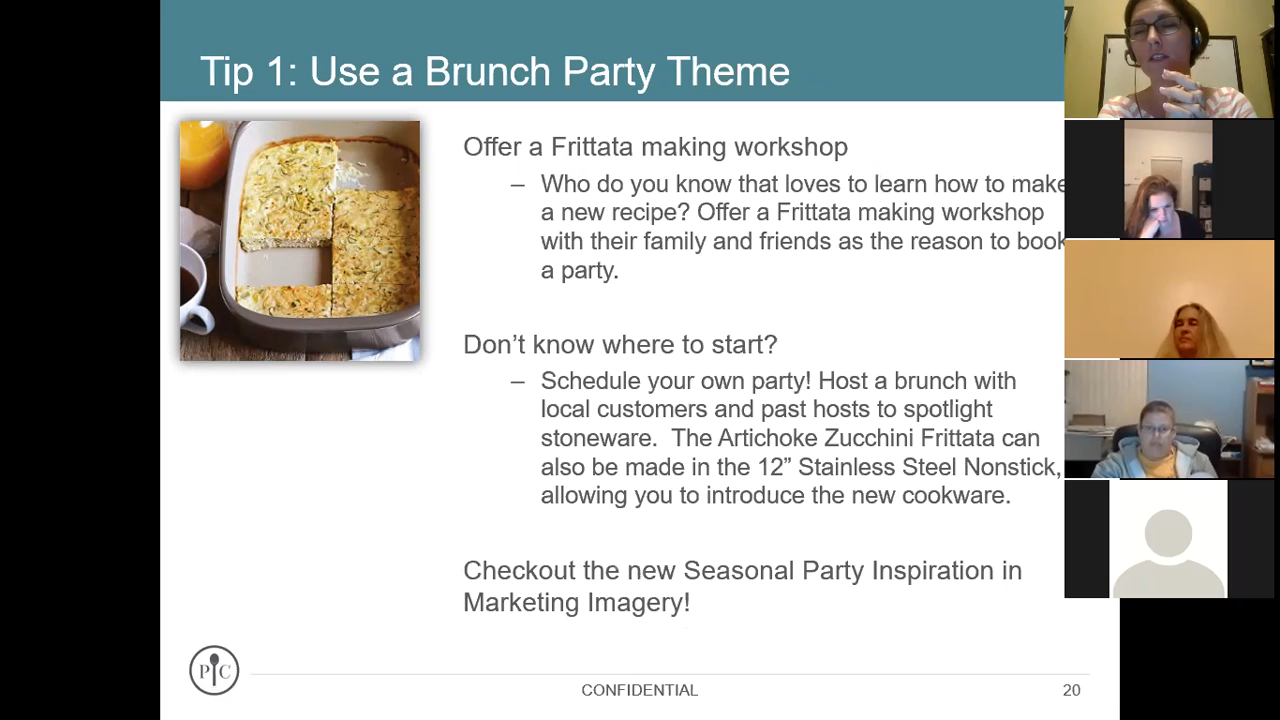 Tip 1: Use a Brunch Party Theme
Offer a Frittata making workshop
– Who do you know that loves to learn how to make
a new recipe? Offer a Frittata making workshop
with their family and friends as the reason to book
a party.
Don’t know where to start?
– Schedule your own party! Host a brunch with
local customers and past hosts to spotlight
stoneware.  The Artichoke Zucchini Frittata can
also be made in the 12” Stainless Steel Nonstick,
allowing you to introduce the new cookware.
Checkout the new Seasonal Party Inspiration in
Marketing Imagery!
P C
CONFIDENTIAL
20